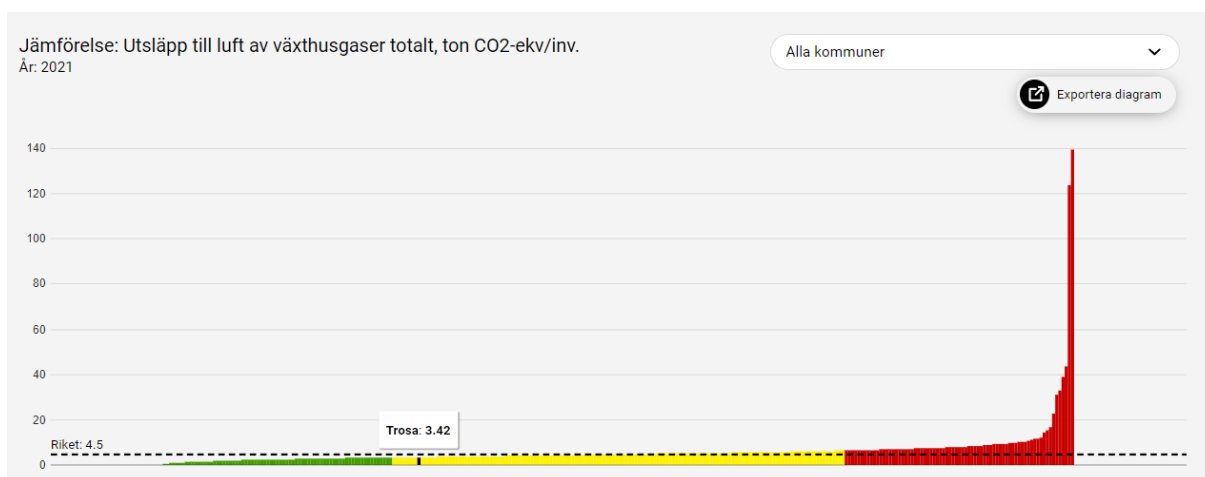 Jämförelse: Utsläpp till luft av växthusgaser totalt, ton CO2-ekv/inv.
År: 2021
Alla kommuner
Exportera diagram
140
120
100
80
60
40
20
Trosa: 3.42
Riket: 4.5
0